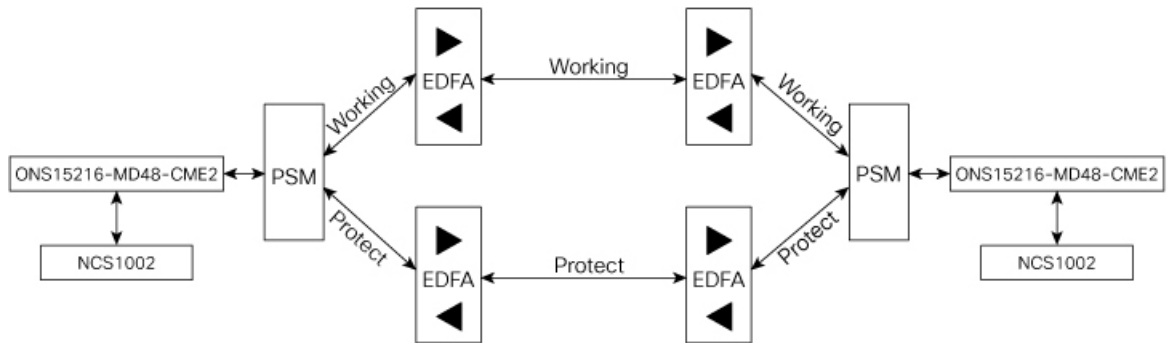 EDFA
Working
EDFA
Working
Working
ONS15216-MD48-CME2
PSM
PSM
ONS15216-MD48-CME2
Protect
Protect
NCS1002
EDFA
Protect
EDFA
NCS1002